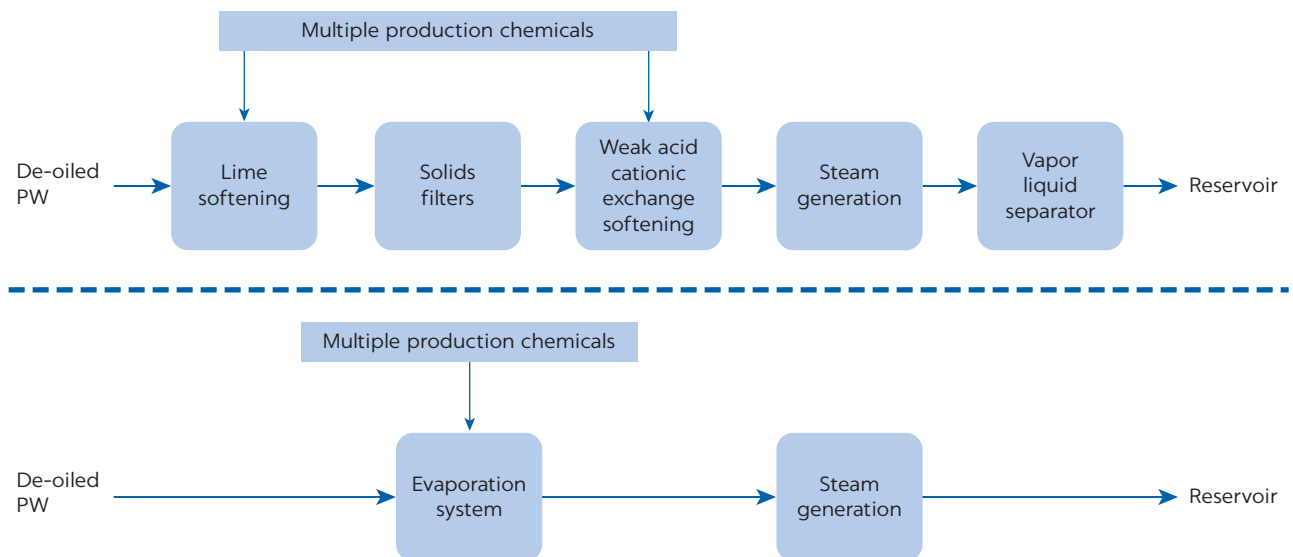 Multiple production chemicals
De-oiled
PW
Lime
softening
Solids
filters
Weak acid
cationic
exchange
softening
Steam
generation
Vapor
liquid
separator
Reservoir
Multiple production chemicals
De-oiled
PW
Evaporation
system
Steam
generation
Reservoir